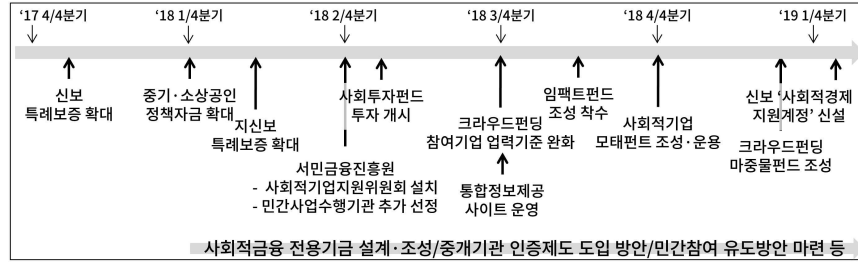 ‘17 4/4분기
‘18 1/4분기
‘18 2/4분기
‘18 3/4분기
‘18 4/4분기
‘19 1/4분기
신보
특례보증 확대
중기·소상공인
정책자금 확대
지신보
특례보증 확대
사회투자펀드
투자 개시
서민금융진흥원
- 사회적기업지원위원회 설치
- 민간사업수행기관 추가 선정
크라우드펀딩
참여기업 업력기준 완화
통합정보제공
사이트 운영
임팩트펀드
조성 착수
사회적기업
모태펀트 조성·운용
신보 ‘사회적경제
지원계정’ 신설
크라우드펀딩
마중물펀드 조성
사회적금융 전용기금 설계·조성/중개기관 인증제도 도입 방안/민간참여 유도방안 마련 등